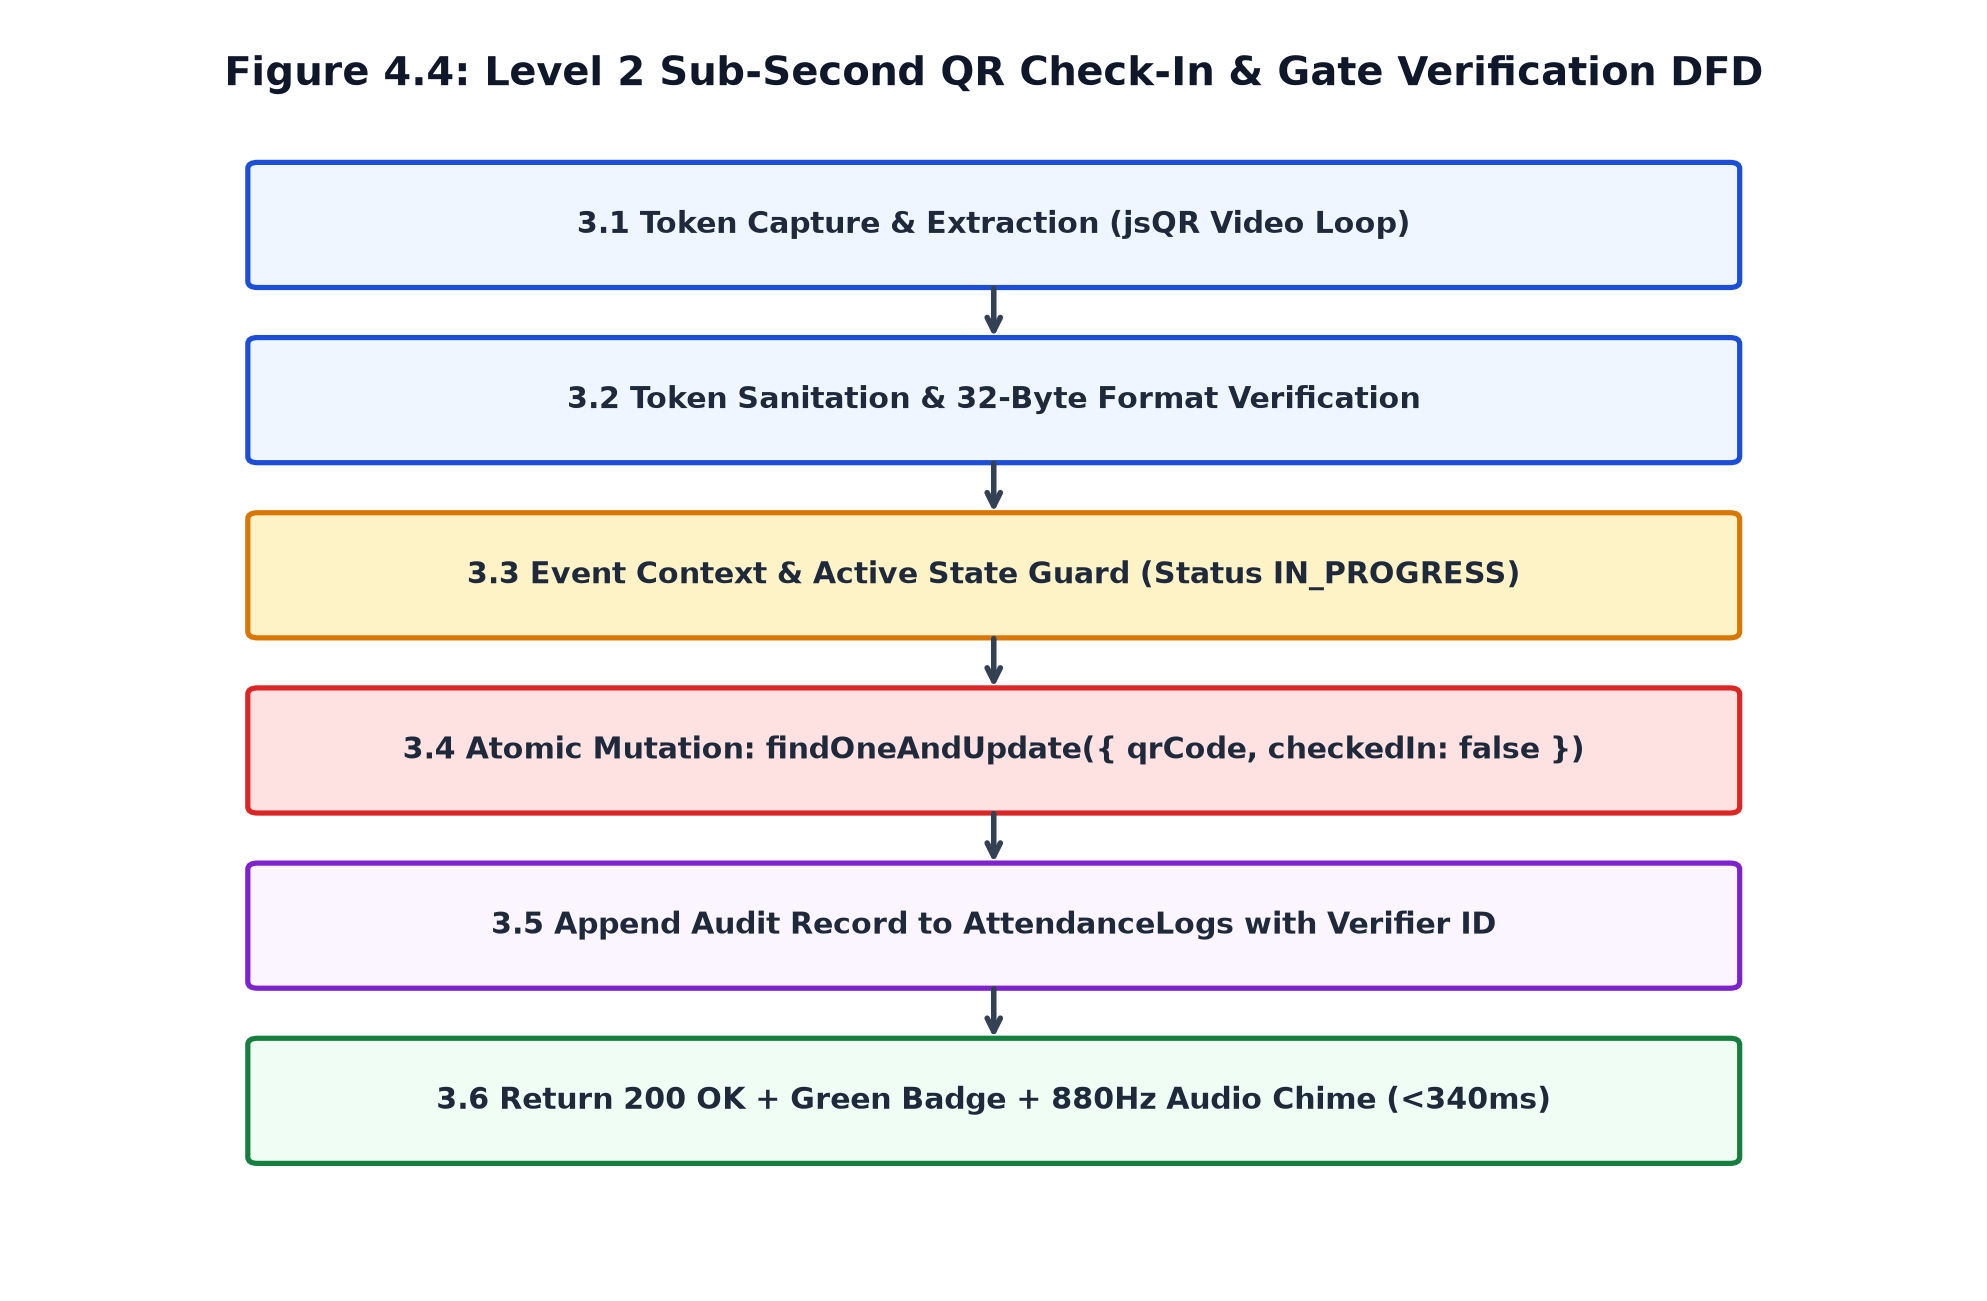 Figure 4.4: Level 2 Sub-Second QR Check-In & Gate Verification DFD
3.1 Token Capture & Extraction (jsQR Video Loop)
3.2 Token Sanitation & 32-Byte Format Verification
3.3 Event Context & Active State Guard (Status IN_PROGRESS)
3.4 Atomic Mutation: findOneAndUpdate({ qrCode, checkedIn: false })
3.5 Append Audit Record to AttendanceLogs with Verifier ID
3.6 Return 200 OK + Green Badge + 880Hz Audio Chime (<340ms)